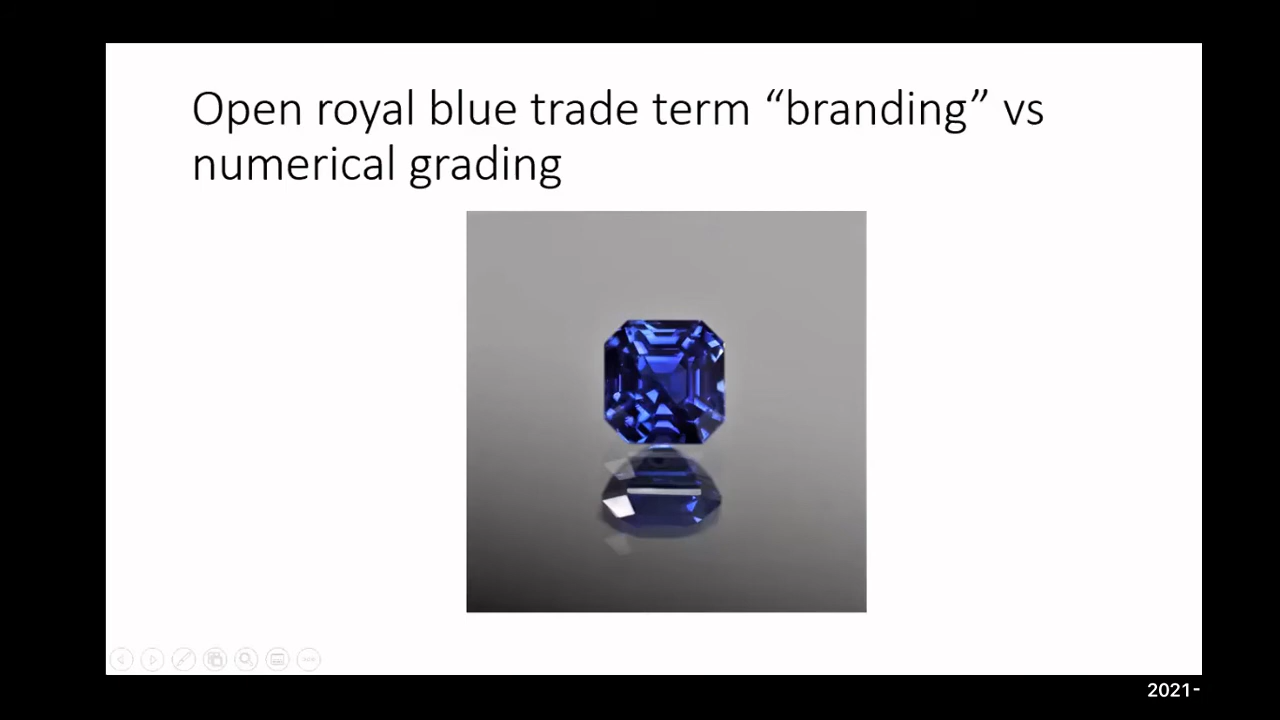 Open royal blue trade term “branding” vs
numerical grading
2021-